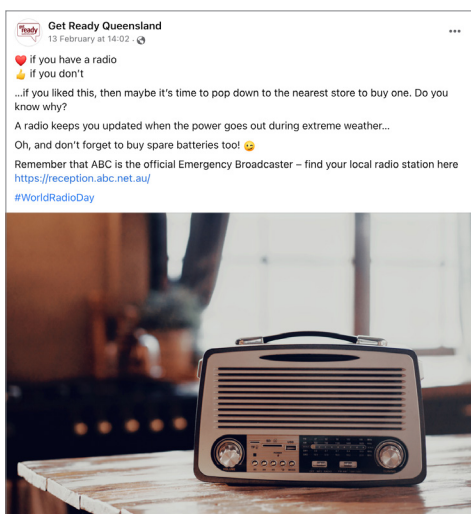 Get Ready Queensland
13 February at 14:02 ·
❤️ if you have a radio
👍 if you don't
...if you liked this, then maybe it's time to pop down to the nearest store to buy one. Do you
know why?
A radio keeps you updated when the power goes out during extreme weather...
Oh, and don't forget to buy spare batteries too! 😉
Remember that ABC is the official Emergency Broadcaster – find your local radio station here
https://reception.abc.net.au/
#WorldRadioDay